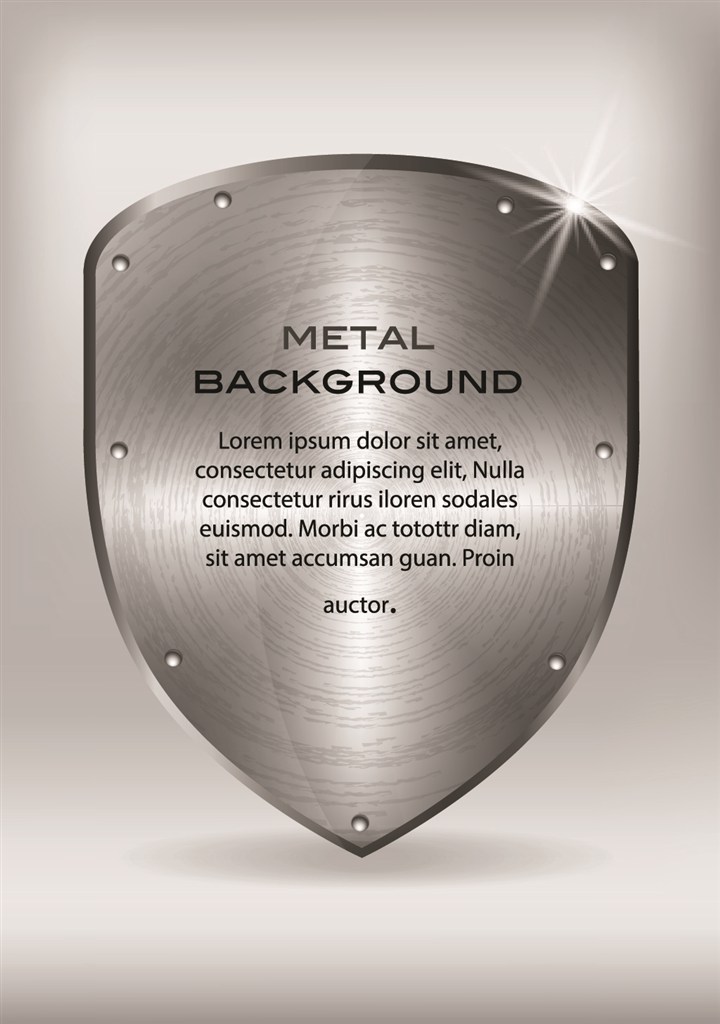 METAL
BACKGROUND
Lorem ipsum dolor sit amet,
consectetur adipiscing elit, Nulla
consectetur rirus iloren sodales
euismod. Morbi ac totottr diam,
sit amet accumsan guan. Proin
auctor.